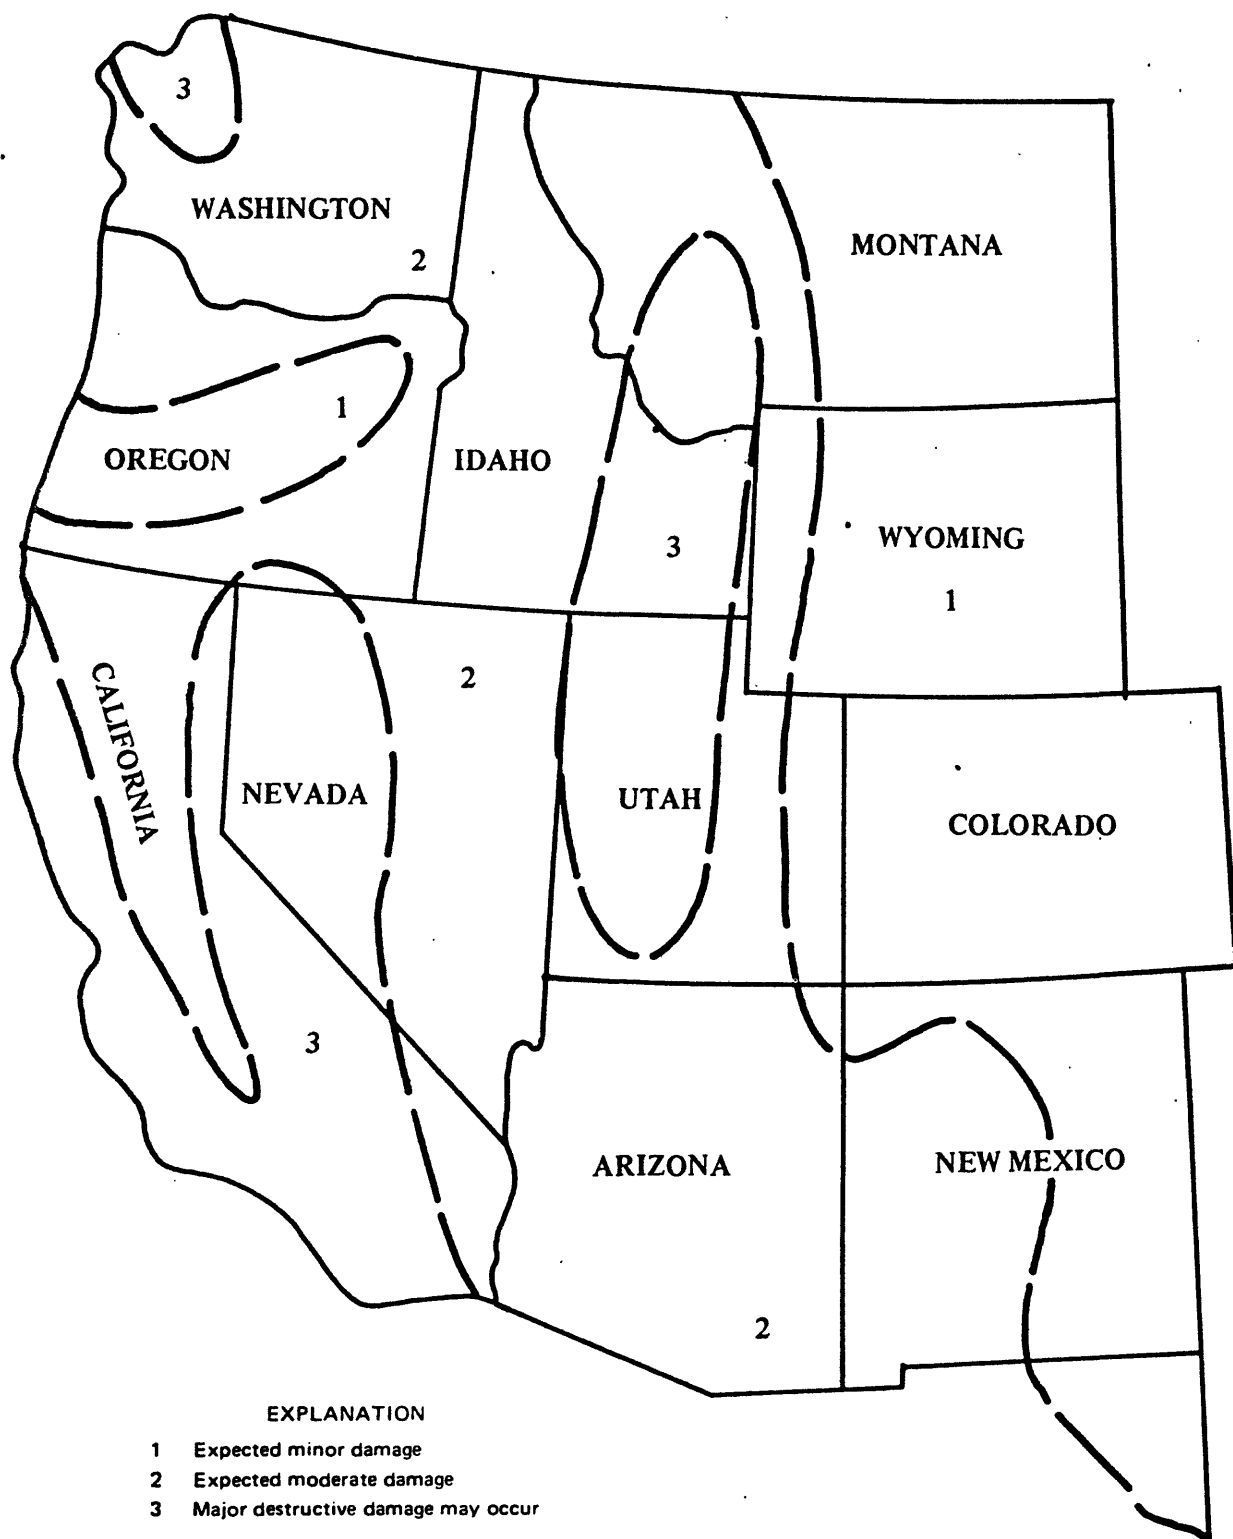 3
WASHINGTON
2
MONTANA
1
OREGON
IDAHO
3
WYOMING
1
2
CALIFORNIA
NEVADA
UTAH
COLORADO
3
ARIZONA
NEW MEXICO
2
EXPLANATION
1 Expected minor damage
2 Expected moderate damage
3 Major destructive damage may occur